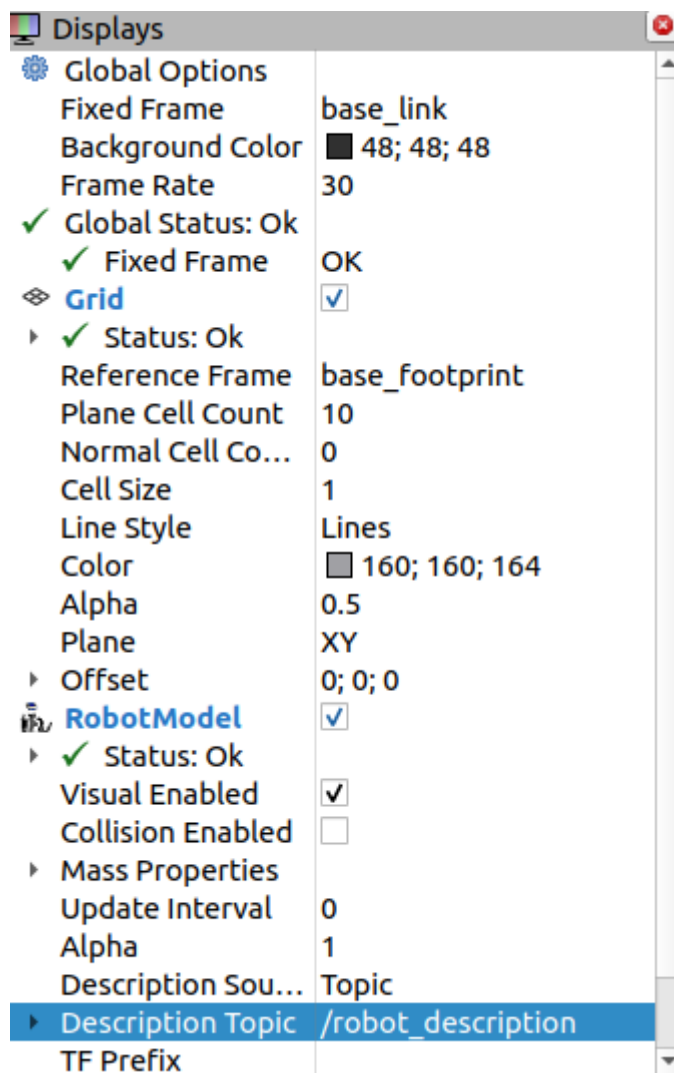 Displays
Global Options
Fixed Frame base_link
Background Color 48; 48; 48
Frame Rate 30
Global Status: Ok
Fixed Frame OK
Grid
Status: Ok
Reference Frame base_footprint
Plane Cell Count 10
Normal Cell Co... 0
Cell Size 1
Line Style Lines
Color 160; 160; 164
Alpha 0.5
Plane XY
Offset 0; 0; 0
RobotModel
Status: Ok
Visual Enabled
Collision Enabled
Mass Properties
Update Interval 0
Alpha 1
Description Sou... Topic
Description Topic /robot_description
TF Prefix